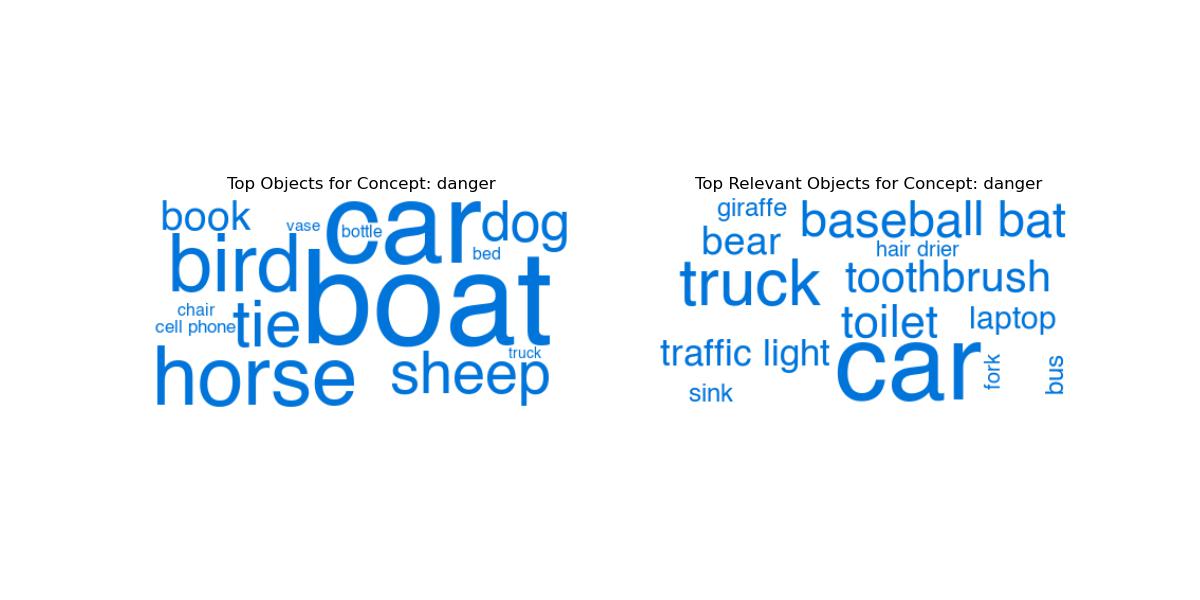 Top Objects for Concept: danger
book
vase
car
bottle
dog
bird
bed
boat
chair
cell phone
tie
truck
horse
sheep
Top Relevant Objects for Concept: danger
giraffe
baseball bat
bear
hair drier
truck
toothbrush
toilet
laptop
traffic light
car
fork
bus
sink